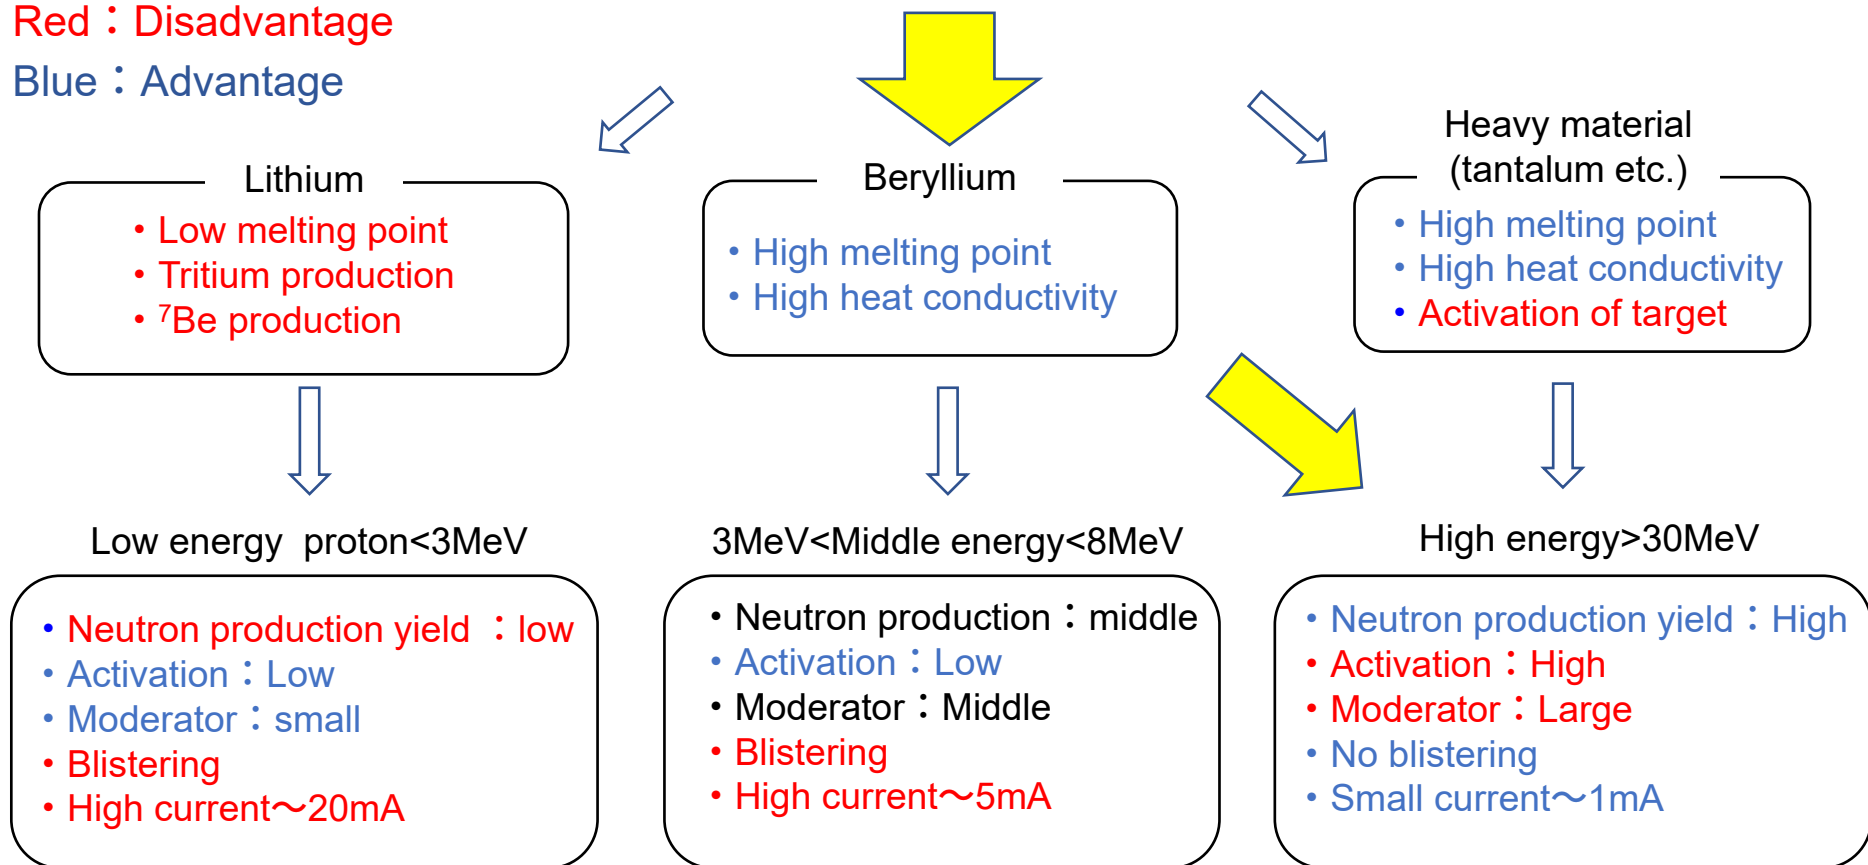 Red：Disadvantage
Blue：Advantage
Lithium
・Low melting point
・Tritium production
・⁷Be production
Beryllium
・High melting point
・High heat conductivity
Heavy material
(tantalum etc.)
・High melting point
・High heat conductivity
・Activation of target
Low energy proton<3MeV
・Neutron production yield ：low
・Activation：Low
・Moderator：small
・Blistering
・High current～20mA
3MeV<Middle energy<8MeV
・Neutron production：middle
・Activation：Low
・Moderator：Middle
・Blistering
・High current～5mA
High energy>30MeV
・Neutron production yield：High
・Activation：High
・Moderator：Large
・No blistering
・Small current～1mA